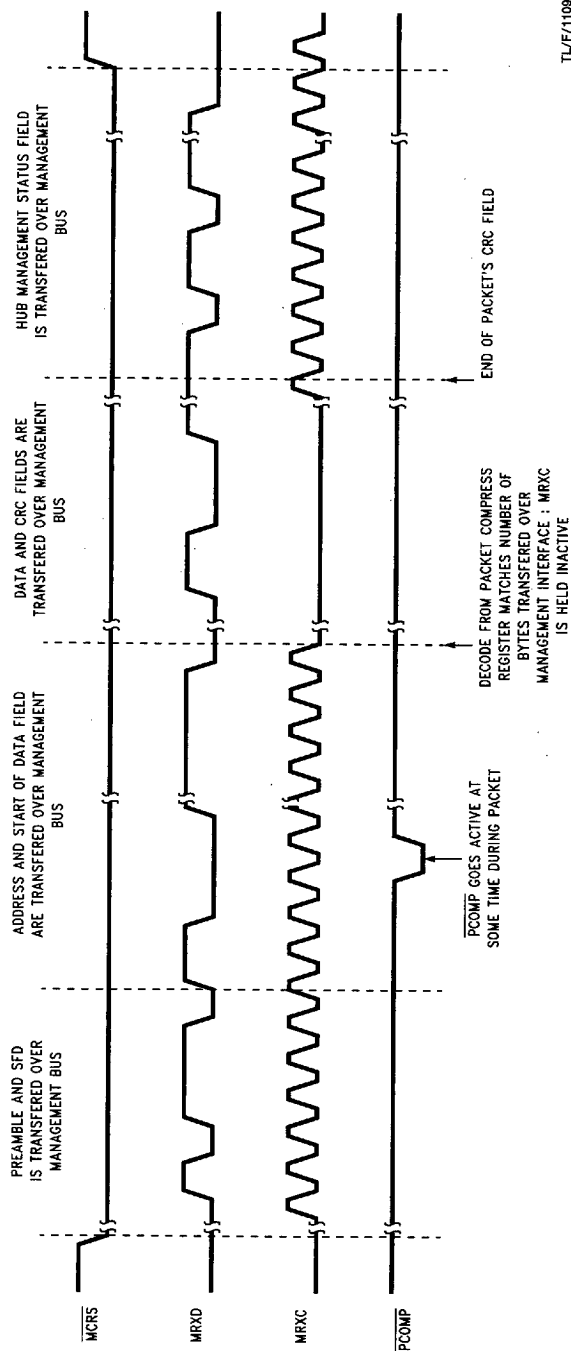 PREAMBLE AND SFD
IS TRANSFERED OVER
MANAGEMENT BUS
ADDRESS AND START OF DATA FIELD
ARE TRANSFERED OVER MANAGEMENT
BUS
DATA AND CRC FIELDS ARE
TRANSFERED OVER MANAGEMENT
BUS
HUB MANAGEMENT STATUS FIELD
IS TRANSFERED OVER MANAGEMENT
BUS
MCRS
MRXD
MRXC
PCOMP
PCOMP GOES ACTIVE AT
SOME TIME DURING PACKET
DECODE FROM PACKET COMPRESS
REGISTER MATCHES NUMBER OF
BYTES TRANSFERED OVER
MANAGEMENT INTERFACE : MRXC
IS HELD INACTIVE
END OF PACKET'S CRC FIELD